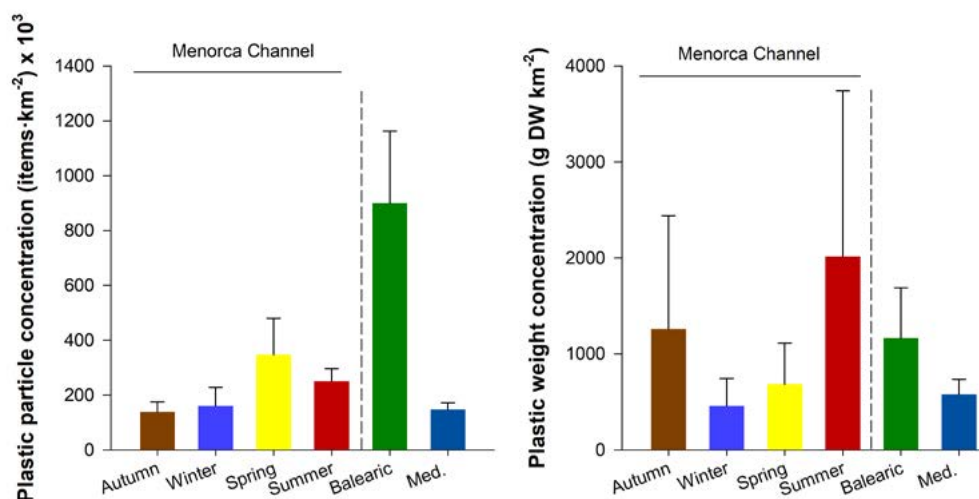 Plastic particle concentration (items·km⁻²) x 10³
Menorca Channel
1400
1200
1000
800
600
400
200
0
Autumn
Winter
Spring
Summer
Balearic
Med.
Plastic weight concentration (g DW km⁻²)
Menorca Channel
4000
3000
2000
1000
0
Autumn
Winter
Spring
Summer
Balearic
Med.